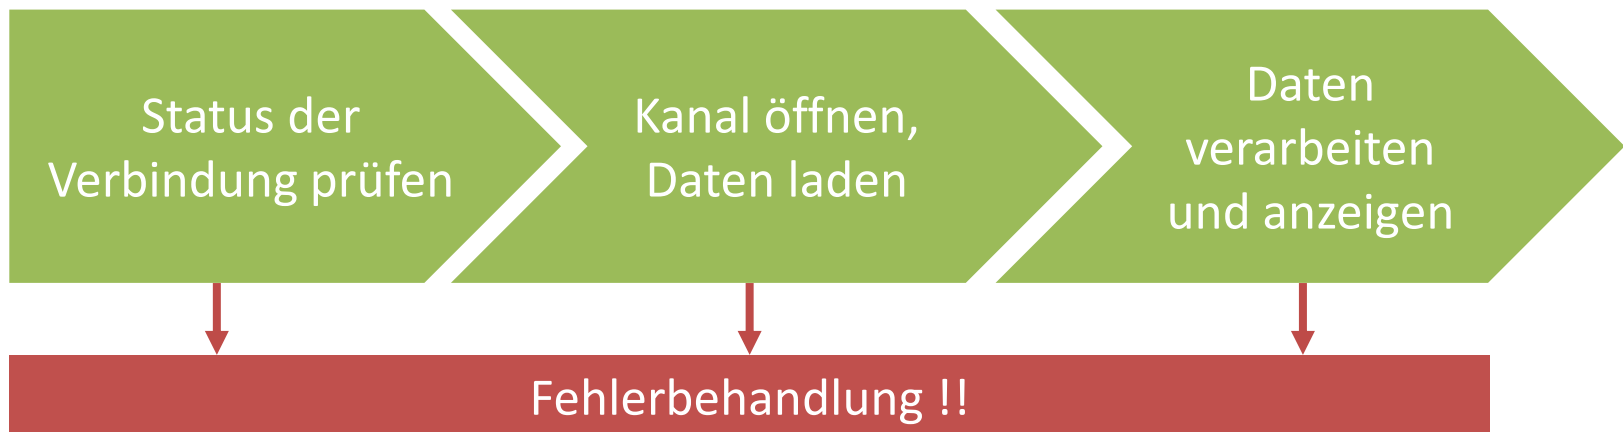 Status der
Verbindung prüfen
Kanal öffnen,
Daten laden
Daten
verarbeiten
und anzeigen
Fehlerbehandlung !!